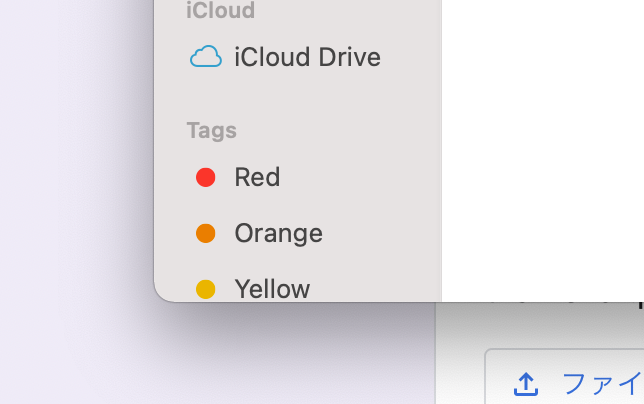 iCloud
iCloud Drive
Tags
Red
Orange
Yellow
ファイ